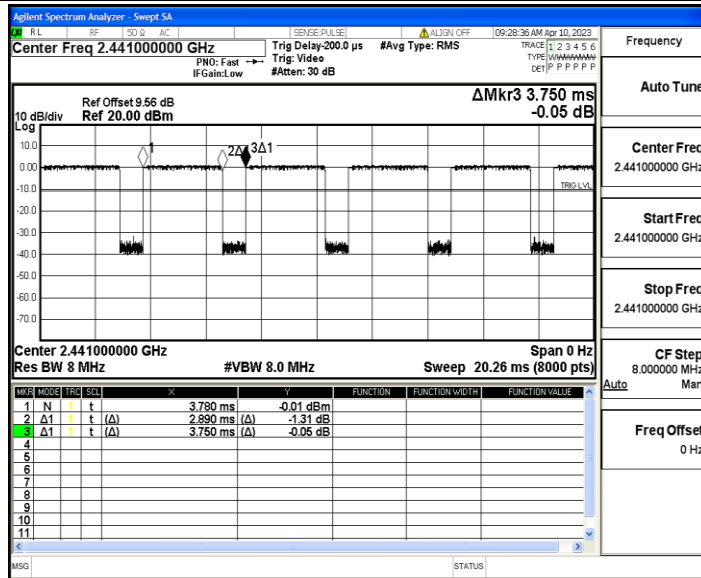 Agilent Spectrum Analyzer - Swept SA
RL RF 50 Ω AC SENSE:PULSE ALIGN OFF 09:28:36 AM Apr 10, 2023
Center Freq 2.441000000 GHz
PNO: Fast
IFGain:Low
Trig Delay-200.0 µs
Trig: Video
#Atten: 30 dB
#Avg Type: RMS
TRACE 1 2 3 4 5 6
TYPE WWWWWW
DET P P P P P P
Ref Offset 9.56 dB
10 dB/div Ref 20.00 dBm
ΔMkr3 3.750 ms
-0.05 dB
Log
10.0
0.00
-10.0
-20.0
-30.0
-40.0
-50.0
-60.0
-70.0
1
2Δ
3Δ1
TRIG LVL
Center 2.441000000 GHz Span 0 Hz
Res BW 8 MHz #VBW 8.0 MHz Sweep 20.26 ms (8000 pts)
MKR MODE TRC SCL X Y FUNCTION FUNCTION WIDTH FUNCTION VALUE
1 N 1 t 3.780 ms -0.01 dBm
2 Δ1 1 t (Δ) 2.890 ms (Δ) -1.31 dB
3 Δ1 1 t (Δ) 3.750 ms (Δ) -0.05 dB
4
5
6
7
8
9
10
11
MSG STATUS
Frequency
Auto Tune
Center Freq
2.441000000 GHz
Start Freq
2.441000000 GHz
Stop Freq
2.441000000 GHz
CF Step
8.000000 MHz
Auto Man
Freq Offset
0 Hz